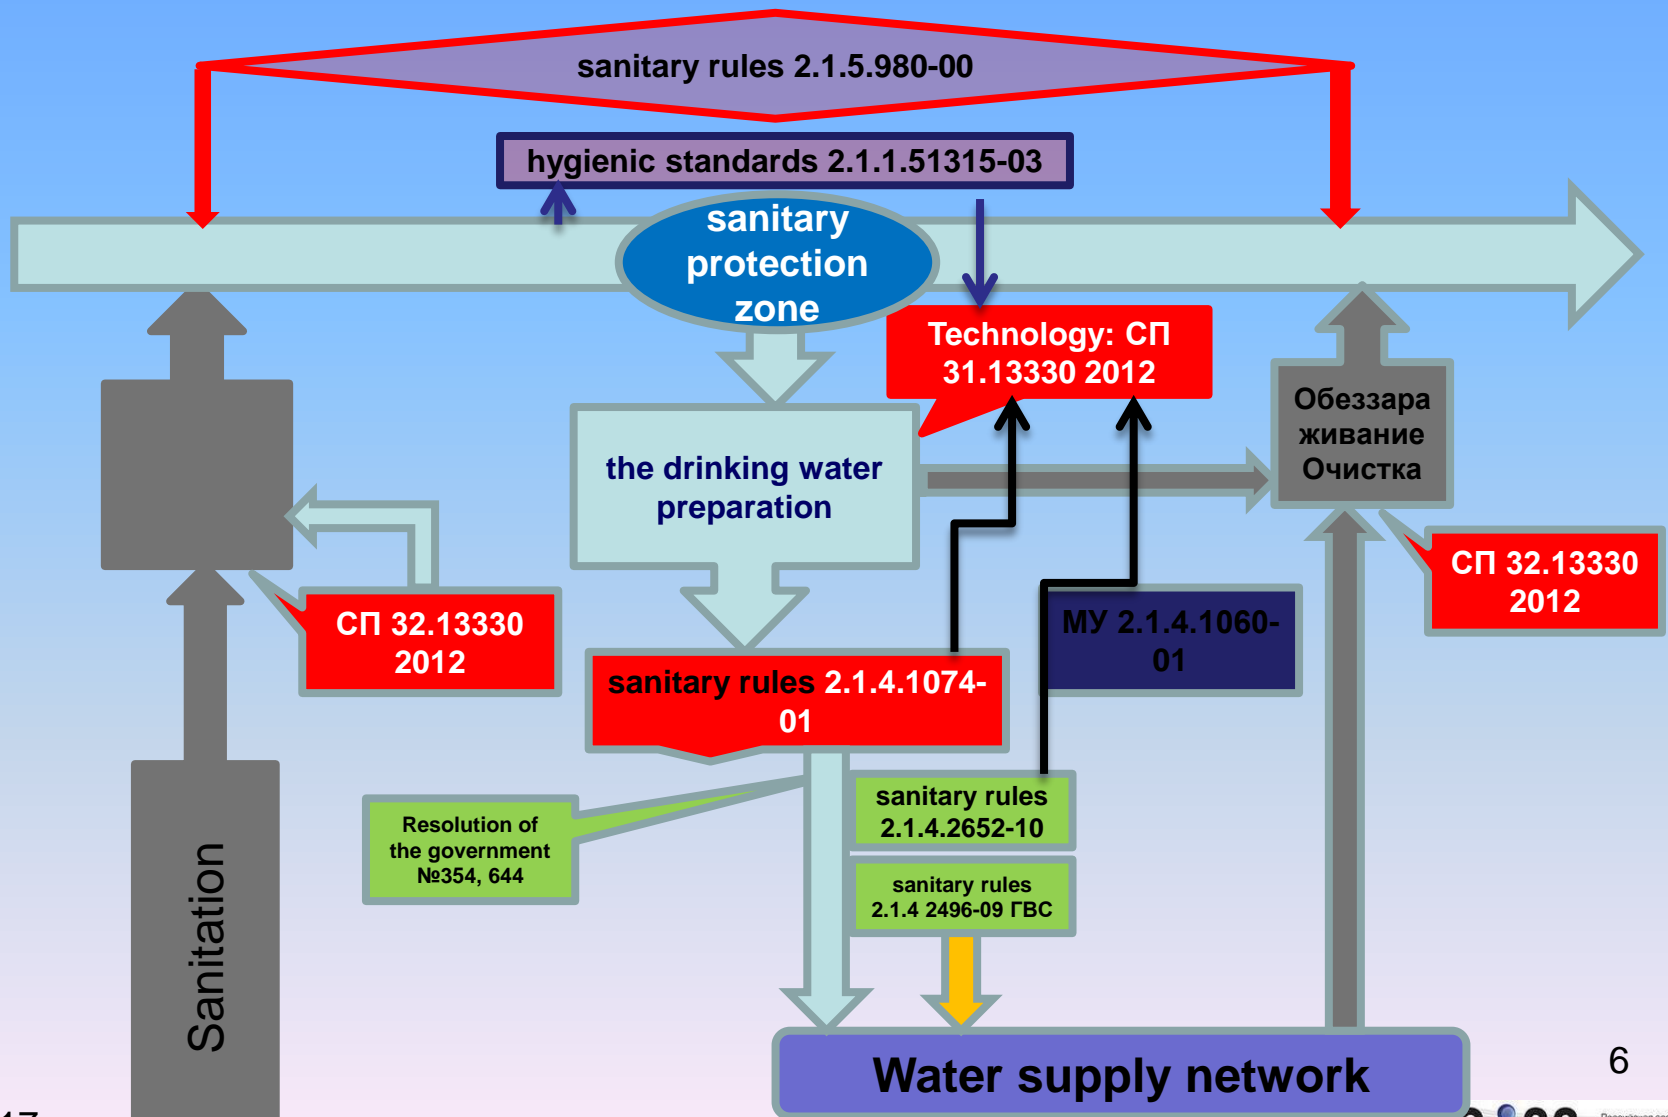 sanitary rules 2.1.5.980-00
hygienic standards 2.1.1.51315-03
sanitary
protection
zone
Technology: СП
31.13330 2012
the drinking water
preparation
Обеззара
живание
Очистка
СП 32.13330
2012
СП 32.13330
2012
МУ 2.1.4.1060-
01
sanitary rules 2.1.4.1074-
01
Resolution of
the government
№354, 644
sanitary rules
2.1.4.2652-10
sanitary rules
2.1.4 2496-09 ГВС
Sanitation
Water supply network
6